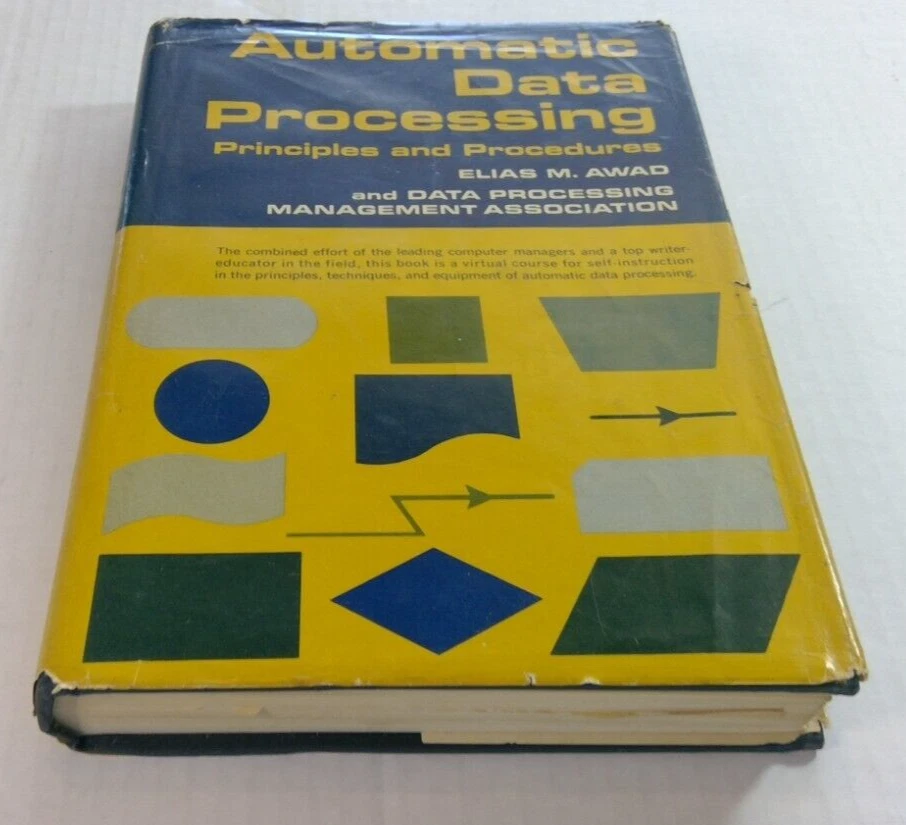 Automatic
Data
Processing
Principles and Procedures
ELIAS M. AWAD
and DATA PROCESSING
MANAGEMENT ASSOCIATION
The combined effort of the leading computer managers and a top writer-
educator in the field, this book is a virtual course for self-instruction
in the principles, techniques, and equipment of automatic data processing.